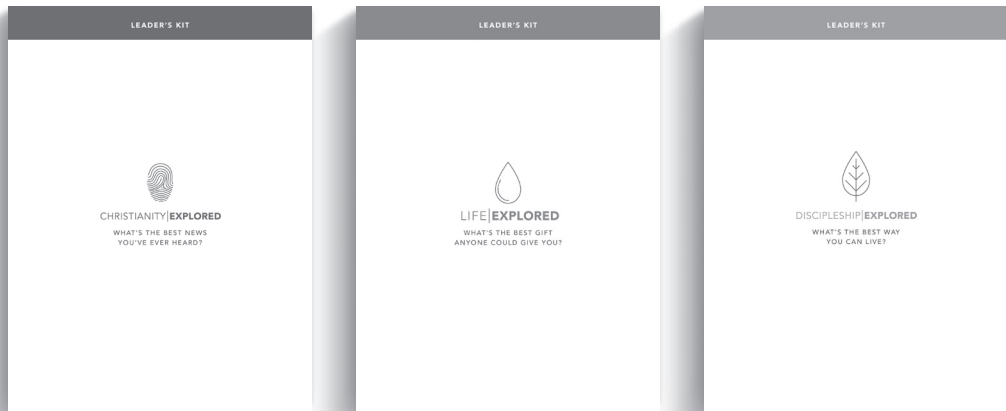 LEADER'S KIT
CHRISTIANITY|EXPLORED
WHAT'S THE BEST NEWS
YOU'VE EVER HEARD?
LEADER'S KIT
LIFE|EXPLORED
WHAT'S THE BEST GIFT
ANYONE COULD GIVE YOU?
LEADER'S KIT
DISCIPLESHIP|EXPLORED
WHAT'S THE BEST WAY
YOU CAN LIVE?